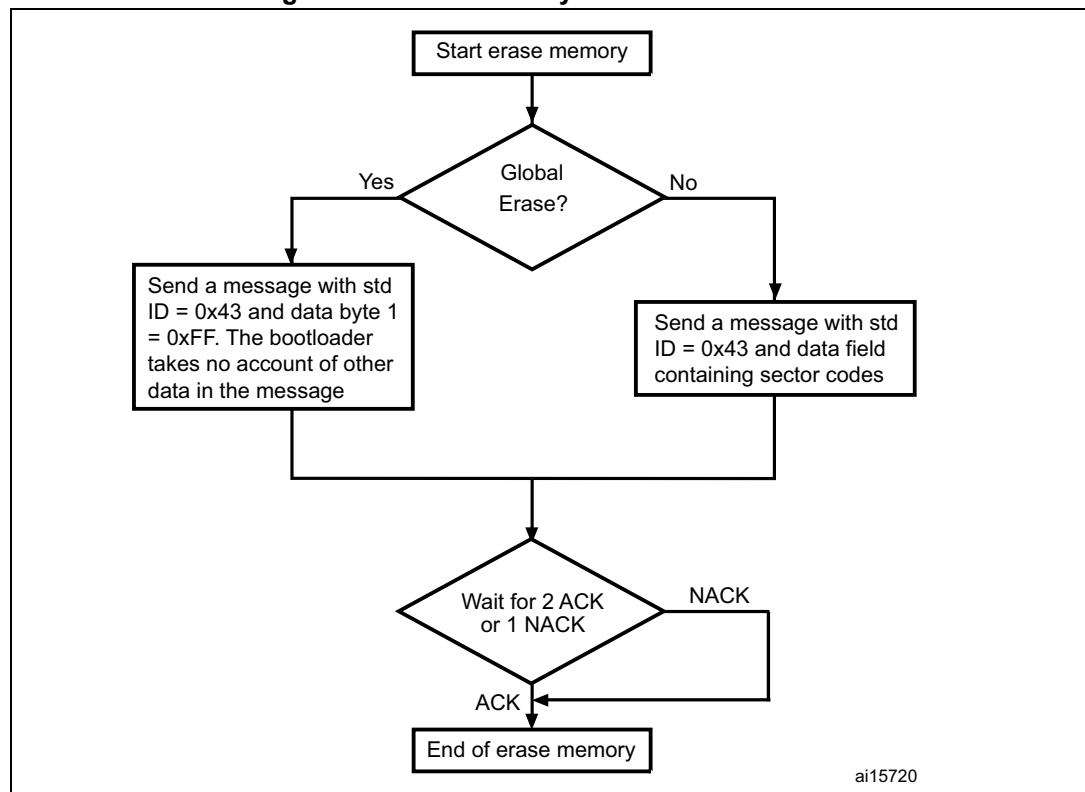 Start erase memory
Global
Erase?
Yes
No
Send a message with std
ID = 0x43 and data byte 1
= 0xFF. The bootloader
takes no account of other
data in the message
Send a message with std
ID = 0x43 and data field
containing sector codes
Wait for 2 ACK
or 1 NACK
NACK
ACK
End of erase memory
ai15720